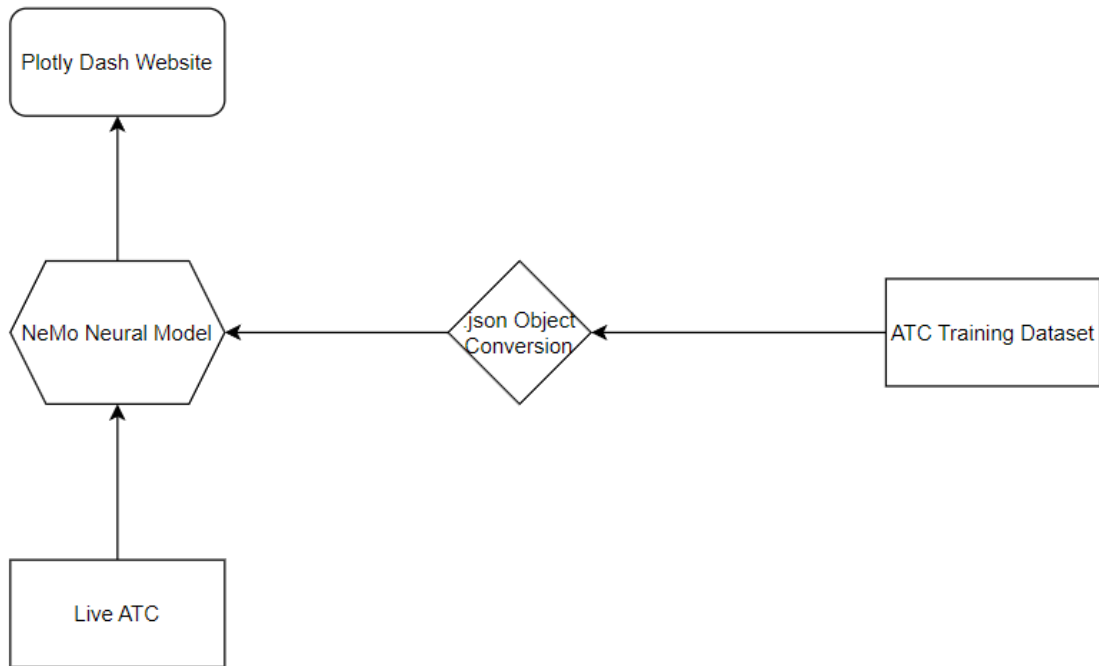 Plotly Dash Website
NeMo Neural Model
.json Object
Conversion
ATC Training Dataset
Live ATC